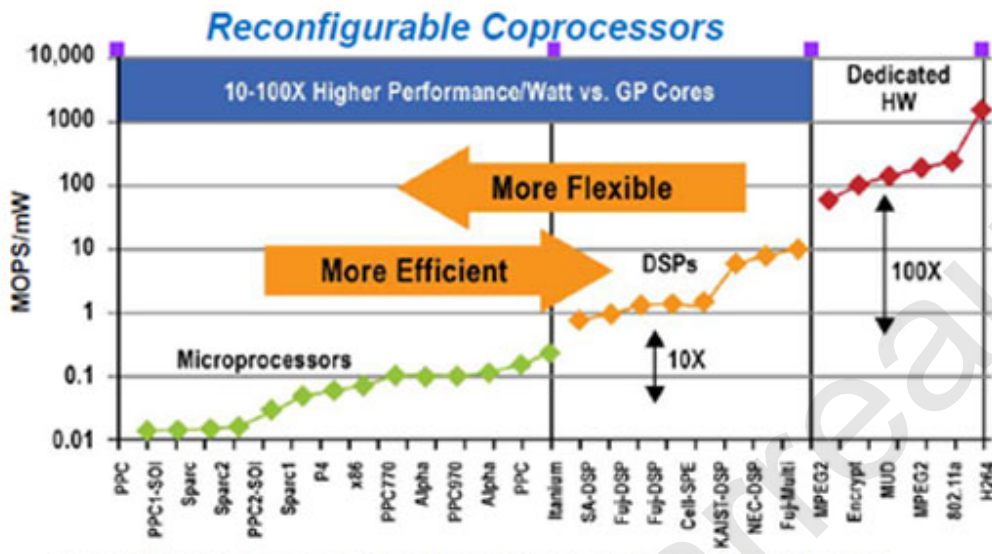 Reconfigurable Coprocessors
10,000
1000
100
10
1
0.1
0.01
MOPS/mW
10-100X Higher Performance/Watt vs. GP Cores
Dedicated
HW
More Flexible
More Efficient
DSPs
Microprocessors
10X
100X
PPC
PPC1-SOI
Sparc
Sparc2
PPC2-SOI
Sparc1
P4
x86
PPC770
Alpha
PPC970
Alpha
PPC
Itanium
SA-DSP
Fuj-DSP
Fuj-DSP
Cell-SPE
KAIST-DSP
NEC-DSP
Fuj-Multi
MPEG2
Encrypt
MUD
MPEG2
802.11a
H264